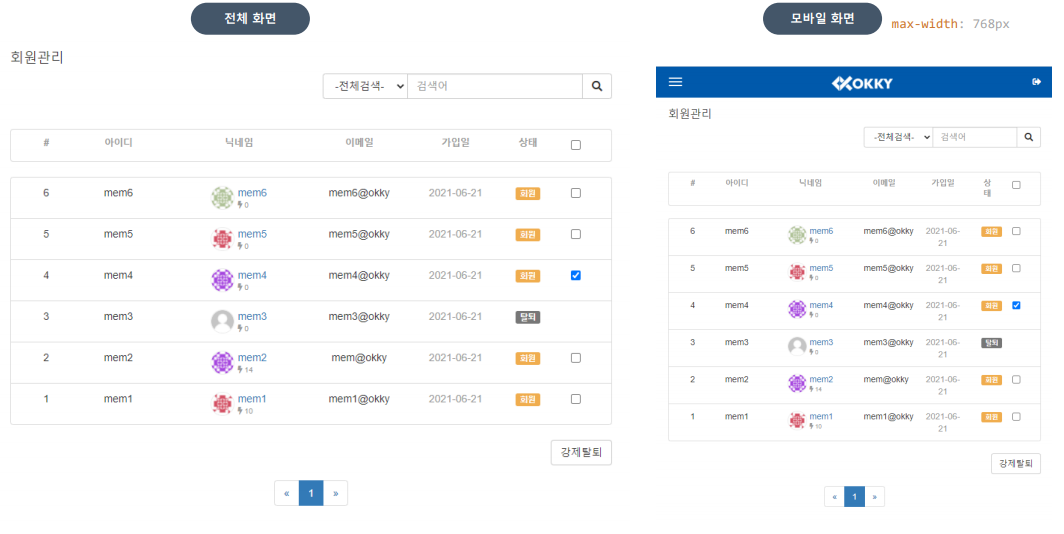 전체 화면
회원관리
-전체검색- 검색어
# 아이디 닉네임 이메일 가입일 상태
6 mem6 mem6 mem6@okky 2021-06-21 회원
0
5 mem5 mem5 mem5@okky 2021-06-21 회원
0
4 mem4 mem4 mem4@okky 2021-06-21 회원
0
3 mem3 mem3 mem3@okky 2021-06-21 탈퇴
0
2 mem2 mem2 mem@okky 2021-06-21 회원
14
1 mem1 mem1 mem1@okky 2021-06-21 회원
10
강제탈퇴
« 1 »
모바일 화면 max-width: 768px
OKKY
회원관리
-전체검색- 검색어
# 아이디 닉네임 이메일 가입일 상
태
6 mem6 mem6 mem6@okky 2021-06- 회원
0 21
5 mem5 mem5 mem5@okky 2021-06- 회원
0 21
4 mem4 mem4 mem4@okky 2021-06- 회원
0 21
3 mem3 mem3 mem3@okky 2021-06- 탈퇴
0 21
2 mem2 mem2 mem@okky 2021-06- 회원
14 21
1 mem1 mem1 mem1@okky 2021-06- 회원
10 21
강제탈퇴
« 1 »